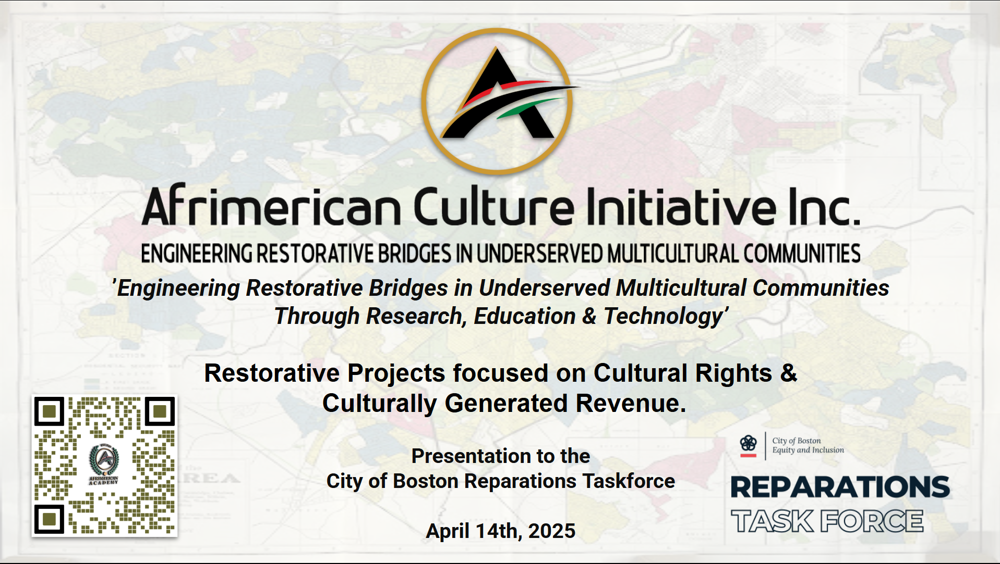 Afrimerican Culture Initiative Inc.
ENGINEERING RESTORATIVE BRIDGES IN UNDERSERVED MULTICULTURAL COMMUNITIES
’Engineering Restorative Bridges in Underserved Multicultural Communities
Through Research, Education & Technology’
Restorative Projects focused on Cultural Rights &
Culturally Generated Revenue.
Presentation to the
City of Boston Reparations Taskforce
April 14th, 2025
AFRIMERICAN
ACADEMY
City of Boston
Equity and Inclusion
REPARATIONS
TASK FORCE
SECTION
AREA